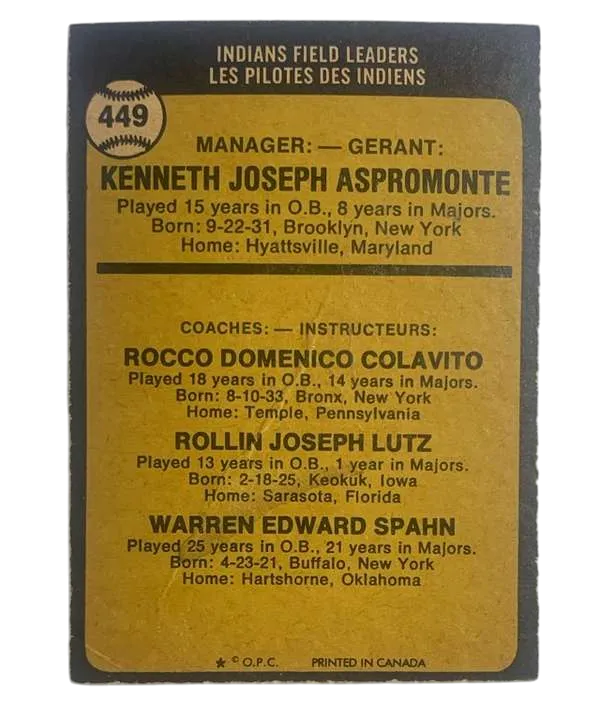 INDIANS FIELD LEADERS
LES PILOTES DES INDIENS
449
MANAGER: — GERANT:
KENNETH JOSEPH ASPROMONTE
Played 15 years in O.B., 8 years in Majors.
Born: 9-22-31, Brooklyn, New York
Home: Hyattsville, Maryland
COACHES: — INSTRUCTEURS:
ROCCO DOMENICO COLAVITO
Played 18 years in O.B., 14 years in Majors.
Born: 8-10-33, Bronx, New York
Home: Temple, Pennsylvania
ROLLIN JOSEPH LUTZ
Played 13 years in O.B., 1 year in Majors.
Born: 2-18-25, Keokuk, Iowa
Home: Sarasota, Florida
WARREN EDWARD SPAHN
Played 25 years in O.B., 21 years in Majors.
Born: 4-23-21, Buffalo, New York
Home: Hartshorne, Oklahoma
★ © O.P.C. PRINTED IN CANADA